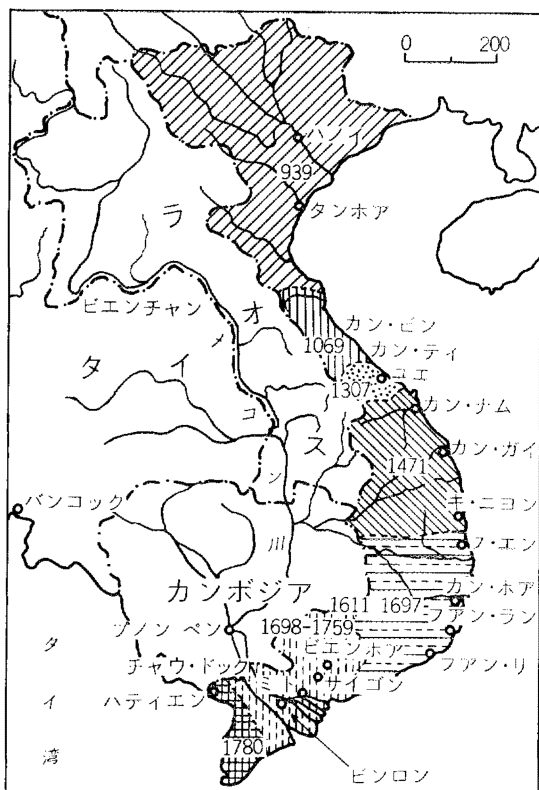 0 200
ハノイ
939
タンホア
ラオス
ビエンチャン
メコン川
タイ
カン・ビン
1069
カン・ティ
ユエ
1307
カン・ナム
1471
カン・ガイ
キ・ニヨン
バンコック
フ・エン
カンボジア
カン・ホア
1611 1697
フアン・ラン
プノンペン
1698-1759
ビエンホア
フアン・リ
チャウ・ドック
ミト
サイゴン
ハティエン
1780
ビンロン
タイ湾